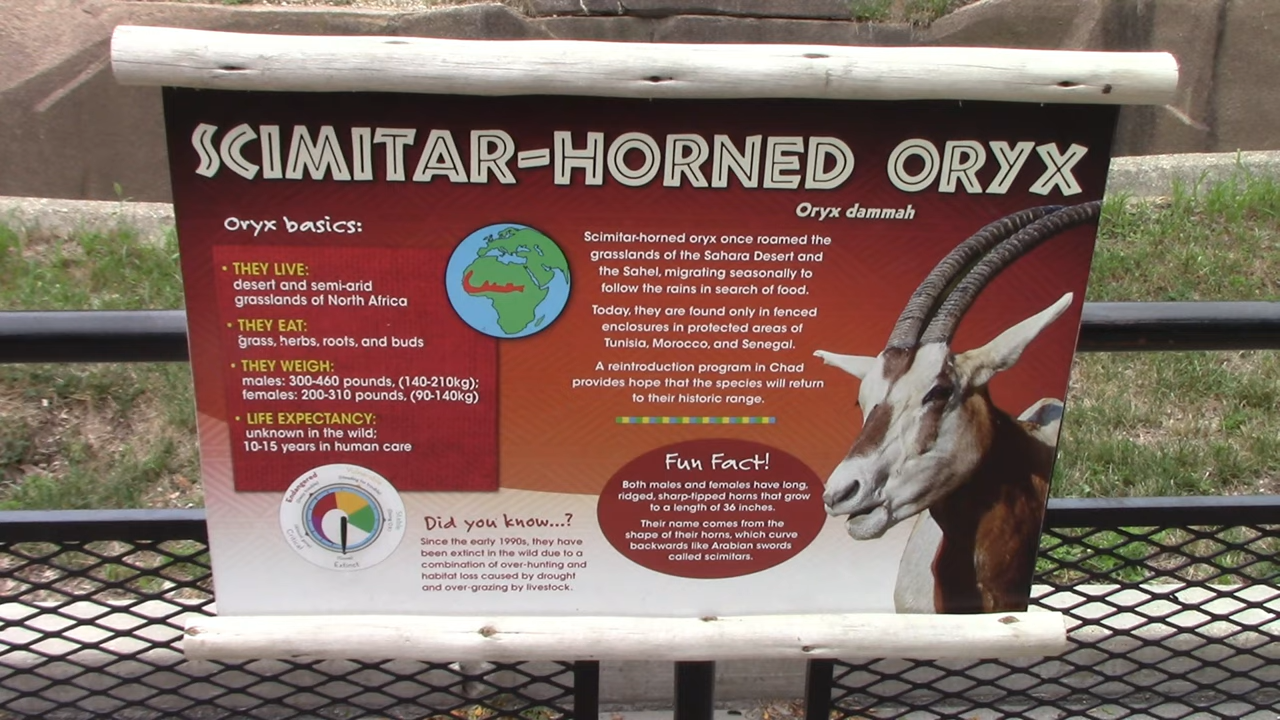 SCIMITAR-HORNED ORYX
Oryx dammah
Oryx basics:
• THEY LIVE:
desert and semi-arid
grasslands of North Africa
• THEY EAT:
grass, herbs, roots, and buds
• THEY WEIGH:
males: 300-460 pounds, (140-210kg);
females: 200-310 pounds, (90-140kg)
• LIFE EXPECTANCY:
unknown in the wild;
10-15 years in human care
Scimitar-horned oryx once roamed the
grasslands of the Sahara Desert and
the Sahel, migrating seasonally to
follow the rains in search of food.
Today, they are found only in fenced
enclosures in protected areas of
Tunisia, Morocco, and Senegal.
A reintroduction program in Chad
provides hope that the species will return
to their historic range.
Fun Fact!
Both males and females have long,
ridged, sharp-tipped horns that grow
to a length of 36 inches.
Their name comes from the
shape of their horns, which curve
backwards like Arabian swords
called scimitars.
Endangered
Vulnerable
Stable
Critical
Extinct
Did you know...?
Since the early 1990s, they have
been extinct in the wild due to a
combination of over-hunting and
habitat loss caused by drought
and over-grazing by livestock.